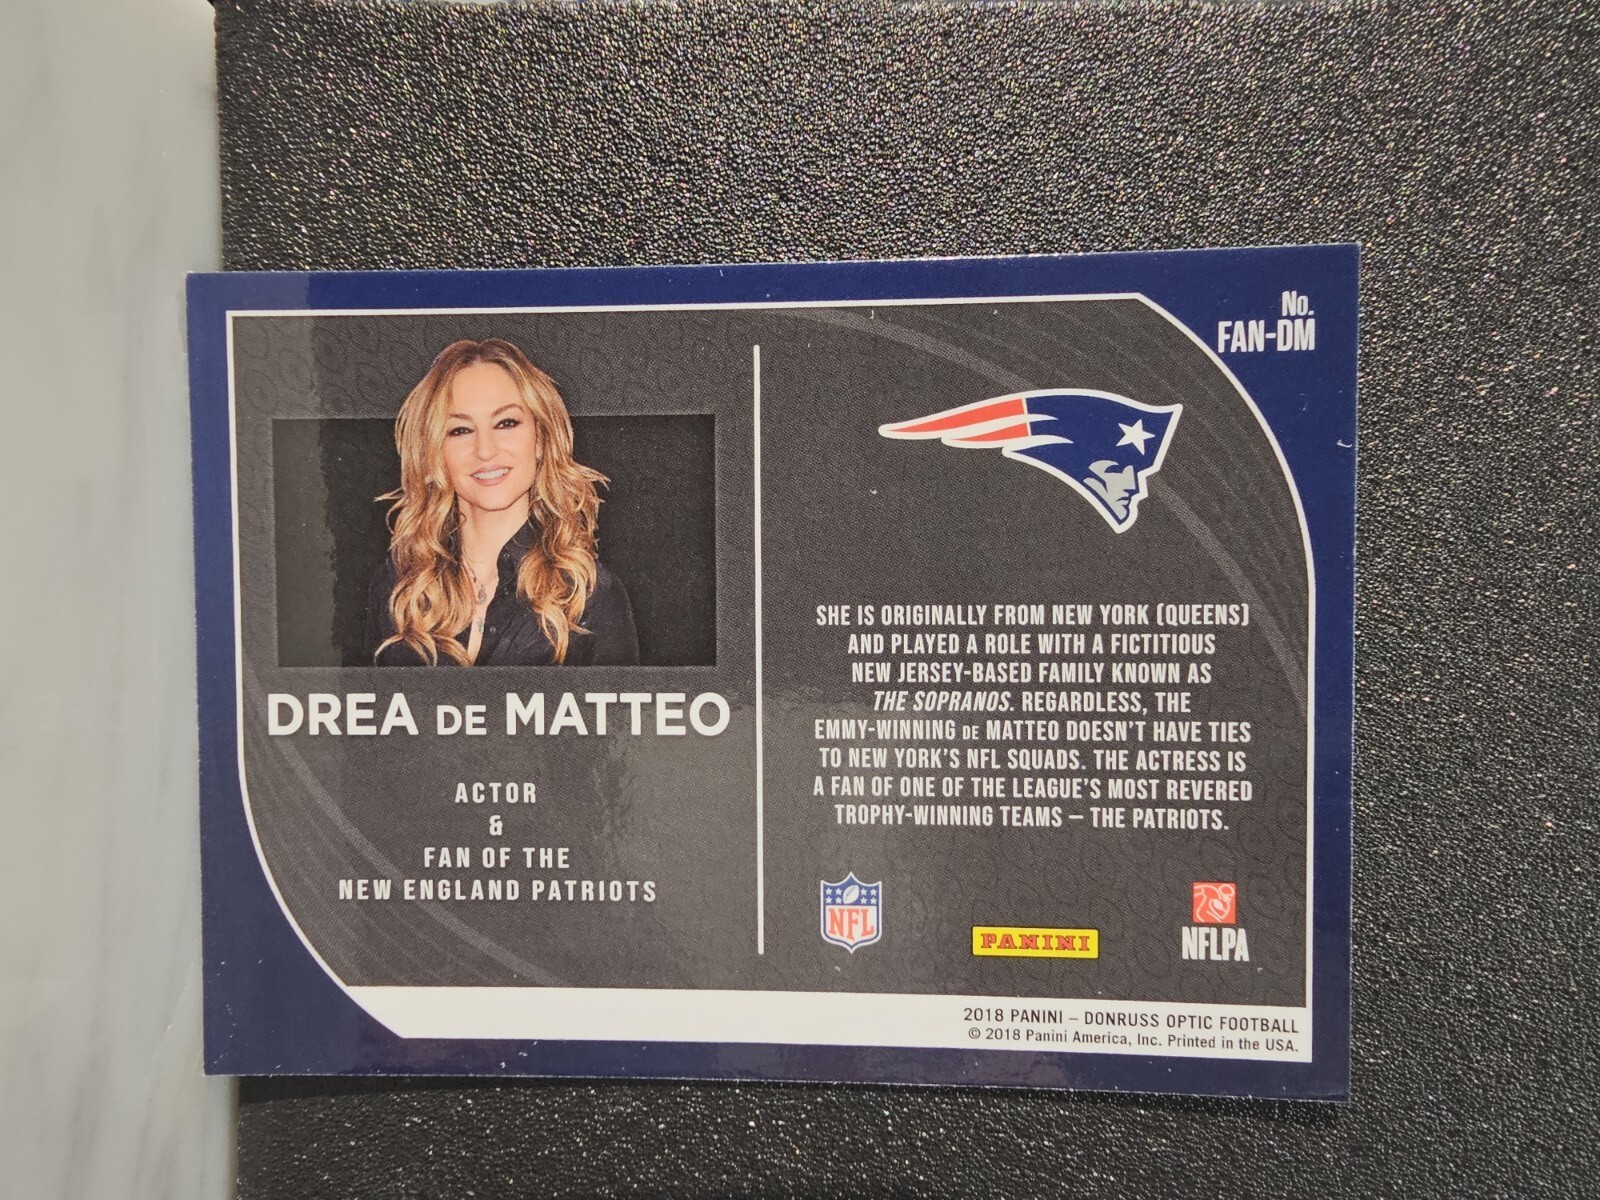 No.
FAN-DM
DREA DE MATTEO
ACTOR
&
FAN OF THE
NEW ENGLAND PATRIOTS
SHE IS ORIGINALLY FROM NEW YORK (QUEENS)
AND PLAYED A ROLE WITH A FICTITIOUS
NEW JERSEY-BASED FAMILY KNOWN AS
THE SOPRANOS. REGARDLESS, THE
EMMY-WINNING DE MATTEO DOESN'T HAVE TIES
TO NEW YORK'S NFL SQUADS. THE ACTRESS IS
A FAN OF ONE OF THE LEAGUE'S MOST REVERED
TROPHY-WINNING TEAMS – THE PATRIOTS.
NFL
PANINI
NFLPA
2018 PANINI – DONRUSS OPTIC FOOTBALL
© 2018 Panini America, Inc. Printed in the USA.